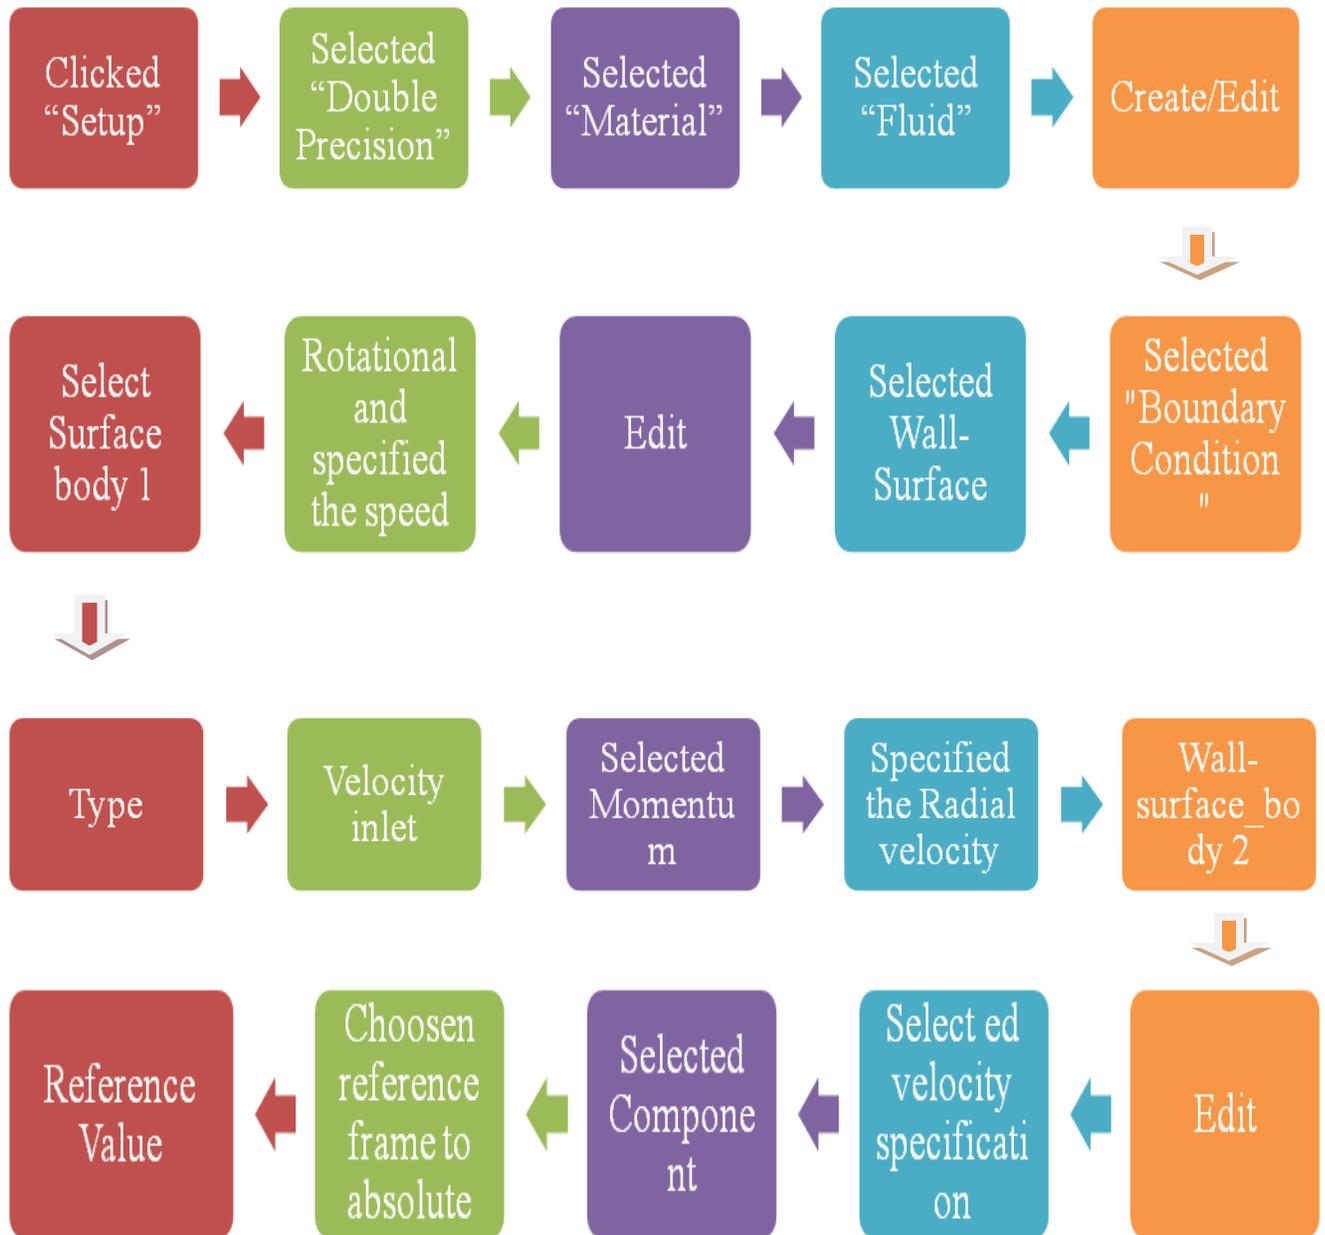 Clicked
“Setup”
Selected
“Double
Precision”
Selected
“Material”
Selected
“Fluid”
Create/Edit
Selected
"Boundary
Condition
"
Selected
Wall-
Surface
Edit
Rotational
and
specified
the speed
Select
Surface
body 1
Type
Velocity
inlet
Selected
Momentu
m
Specified
the Radial
velocity
Wall-
surface_bo
dy 2
Edit
Select ed
velocity
specificati
on
Selected
Compone
nt
Choosen
reference
frame to
absolute
Reference
Value